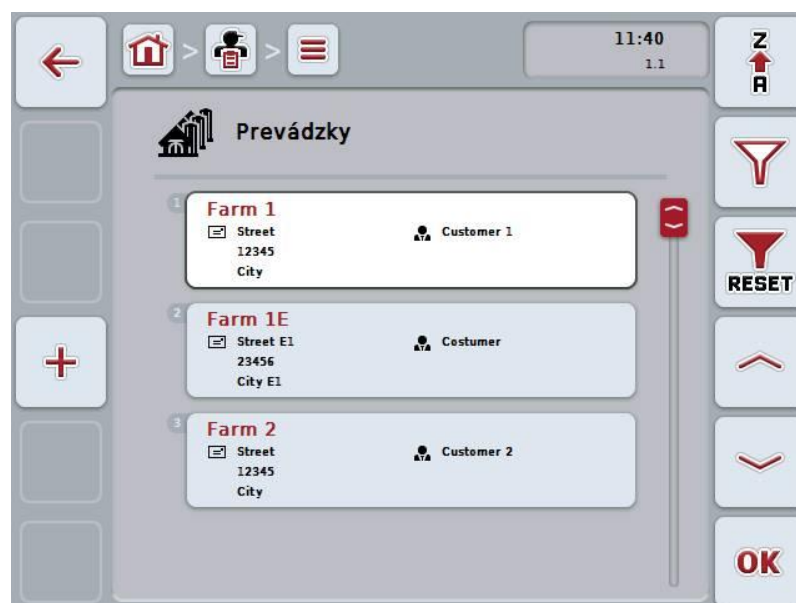 11:40
1.1
Z
A
Prevádzky
1
Farm 1
Street
12345
City
Customer 1
RESET
2
Farm 1E
Street E1
23456
City E1
Costumer
3
Farm 2
Street
12345
City
Customer 2
OK